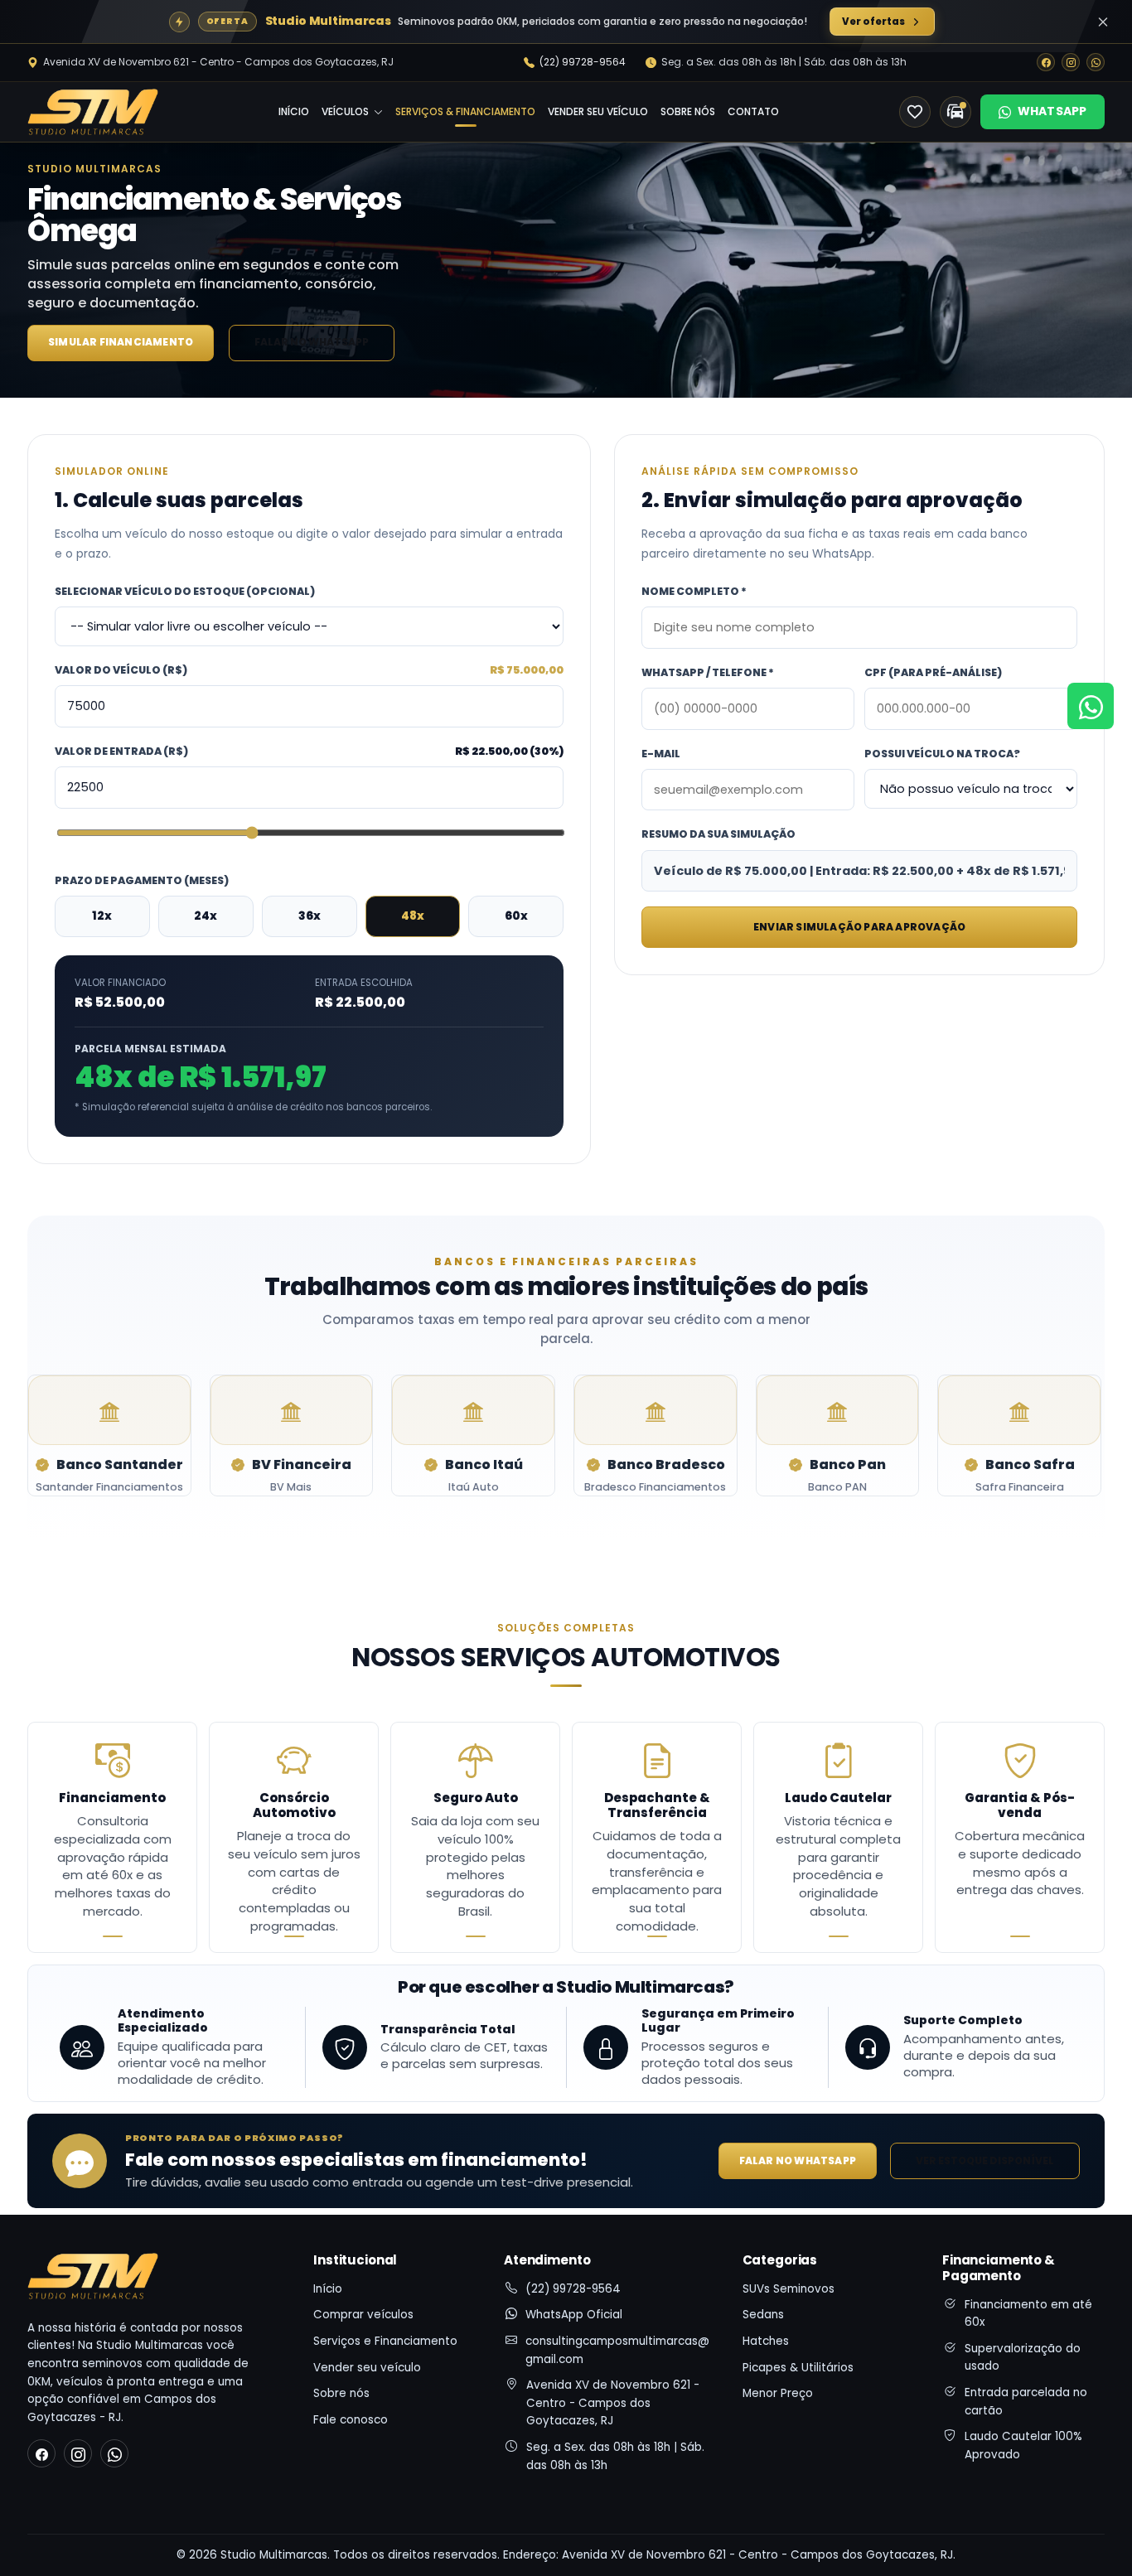 OFERTA Studio Multimarcas Seminovos padrão 0KM, periciados com garantia e zero pressão na negociação! Ver ofertas
Avenida XV de Novembro 621 - Centro - Campos dos Goytacazes, RJ
(22) 99728-9564
Seg. a Sex. das 08h às 18h | Sáb. das 08h às 13h
STM
STUDIO MULTIMARCAS
INÍCIO
VEÍCULOS
SERVIÇOS & FINANCIAMENTO
VENDER SEU VEÍCULO
SOBRE NÓS
CONTATO
WHATSAPP
STUDIO MULTIMARCAS
Financiamento & Serviços
Ômega
PORSCHE
Simule suas parcelas online em segundos e conte com
assessoria completa em financiamento, consórcio,
seguro e documentação.
SIMULAR FINANCIAMENTO
SIMULADOR ONLINE
1. Calcule suas parcelas
Escolha um veículo do nosso estoque ou digite o valor desejado para simular a entrada
e o prazo.
SELECIONAR VEÍCULO DO ESTOQUE (OPCIONAL)
-- Simular valor livre ou escolher veículo --
VALOR DO VEÍCULO (R$)
R$ 75.000,00
75000
VALOR DE ENTRADA (R$)
R$ 22.500,00 (30%)
22500
PRAZO DE PAGAMENTO (MESES)
12x
24x
36x
48x
60x
VALOR FINANCIADO
R$ 52.500,00
ENTRADA ESCOLHIDA
R$ 22.500,00
PARCELA MENSAL ESTIMADA
48x de R$ 1.571,97
* Simulação referencial sujeita à análise de crédito nos bancos parceiros.
ANÁLISE RÁPIDA SEM COMPROMISSO
2. Enviar simulação para aprovação
Receba a aprovação da sua ficha e as taxas reais em cada banco
parceiro diretamente no seu WhatsApp.
NOME COMPLETO *
Digite seu nome completo
WHATSAPP / TELEFONE *
(00) 00000-0000
CPF (PARA PRÉ-ANÁLISE)
000.000.000-00
E-MAIL
seuemail@exemplo.com
POSSUI VEÍCULO NA TROCA?
Não possuo veículo na troca
RESUMO DA SUA SIMULAÇÃO
Veículo de R$ 75.000,00 | Entrada: R$ 22.500,00 + 48x de R$ 1.571,9
ENVIAR SIMULAÇÃO PARA APROVAÇÃO
BANCOS E FINANCEIRAS PARCEIRAS
Trabalhamos com as maiores instituições do país
Comparamos taxas em tempo real para aprovar seu crédito com a menor
parcela.
Banco Santander
Santander Financiamentos
BV Financeira
BV Mais
Banco Itaú
Itaú Auto
Banco Bradesco
Bradesco Financiamentos
Banco Pan
Banco PAN
Banco Safra
Safra Financeira
SOLUÇÕES COMPLETAS
NOSSOS SERVIÇOS AUTOMOTIVOS
Financiamento
Consultoria
especializada com
aprovação rápida
em até 60x e as
melhores taxas do
mercado.
Consórcio
Automotivo
Planeje a troca do
seu veículo sem juros
com cartas de
crédito
contempladas ou
programadas.
Seguro Auto
Saia da loja com seu
veículo 100%
protegido pelas
melhores
seguradoras do
Brasil.
Despachante &
Transferência
Cuidamos de toda a
documentação,
transferência e
emplacamento para
sua total
comodidade.
Laudo Cautelar
Vistoria técnica e
estrutural completa
para garantir
procedência e
originalidade
absoluta.
Garantia & Pós-
venda
Cobertura mecânica
e suporte dedicado
mesmo após a
entrega das chaves.
Por que escolher a Studio Multimarcas?
Atendimento
Especializado
Equipe qualificada para
orientar você na melhor
modalidade de crédito.
Transparência Total
Cálculo claro de CET, taxas
e parcelas sem surpresas.
Segurança em Primeiro
Lugar
Processos seguros e
proteção total dos seus
dados pessoais.
Suporte Completo
Acompanhamento antes,
durante e depois da sua
compra.
PRONTO PARA DAR O PRÓXIMO PASSO?
Fale com nossos especialistas em financiamento!
Tire dúvidas, avalie seu usado como entrada ou agende um test-drive presencial.
FALAR NO WHATSAPP
STM
STUDIO MULTIMARCAS
A nossa história é contada por nossos
clientes! Na Studio Multimarcas você
encontra seminovos com qualidade de
0KM, veículos à pronta entrega e uma
opção confiável em Campos dos
Goytacazes - RJ.
Institucional
Início
Comprar veículos
Serviços e Financiamento
Vender seu veículo
Sobre nós
Fale conosco
Atendimento
(22) 99728-9564
WhatsApp Oficial
consultingcamposmultimarcas@
gmail.com
Avenida XV de Novembro 621 -
Centro - Campos dos
Goytacazes, RJ
Seg. a Sex. das 08h às 18h | Sáb.
das 08h às 13h
Categorias
SUVs Seminovos
Sedans
Hatches
Picapes & Utilitários
Menor Preço
Financiamento &
Pagamento
Financiamento em até
60x
Supervalorização do
usado
Entrada parcelada no
cartão
Laudo Cautelar 100%
Aprovado
© 2026 Studio Multimarcas. Todos os direitos reservados. Endereço: Avenida XV de Novembro 621 - Centro - Campos dos Goytacazes, RJ.